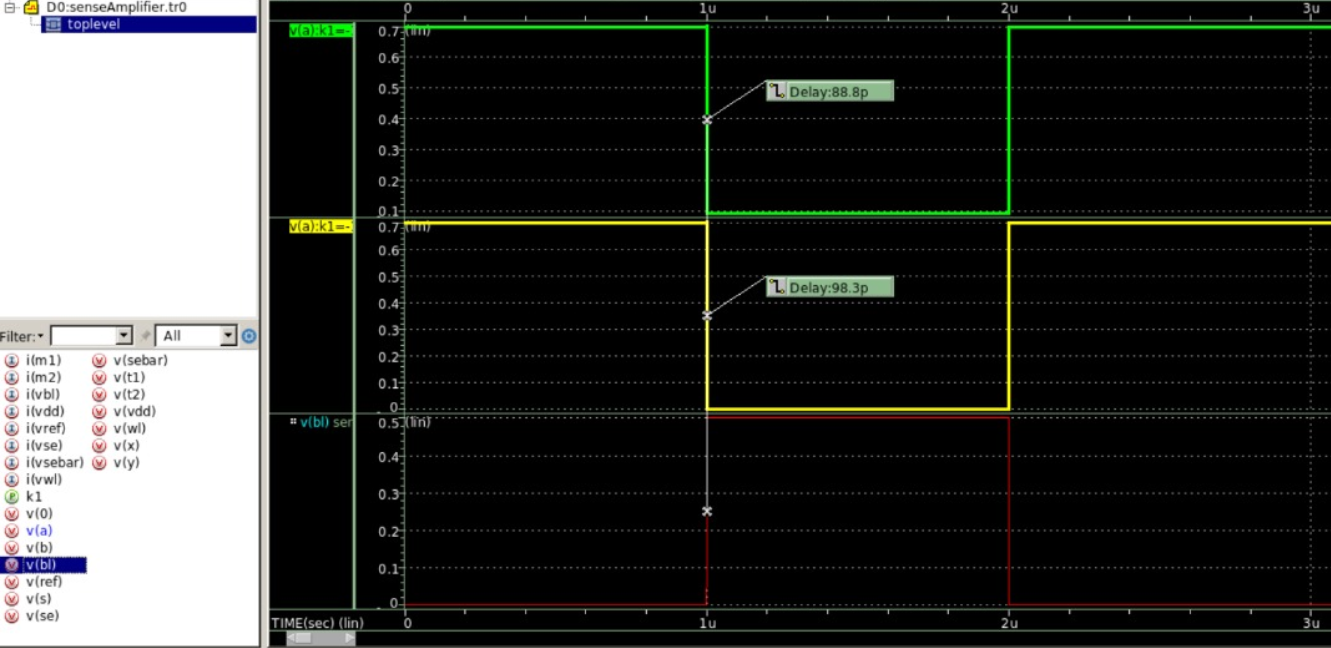 D0:senseAmplifier.tr0
toplevel
Filter:
All
i(m1) v(sebar)
i(m2) v(t1)
i(vbl) v(t2)
i(vdd) v(vdd)
i(vref) v(wl)
i(vse) v(x)
i(vsebar) v(y)
i(vwl)
k1
v(0)
v(a)
v(b)
v(bl)
v(ref)
v(s)
v(se)
0 1u 2u 3u
v(a):k1=-
0.7 (lin)
0.6
0.5
Delay:88.8p
0.4
0.3
0.2
0.1
v(a):k1=-
0.7 (lin)
0.6
0.5
Delay:98.3p
0.4
0.3
0.2
0.1
0
v(bl) ser
0.5 (lin)
0.4
0.3
0.2
0.1
0
TIME(sec) (lin) 0 1u 2u 3u